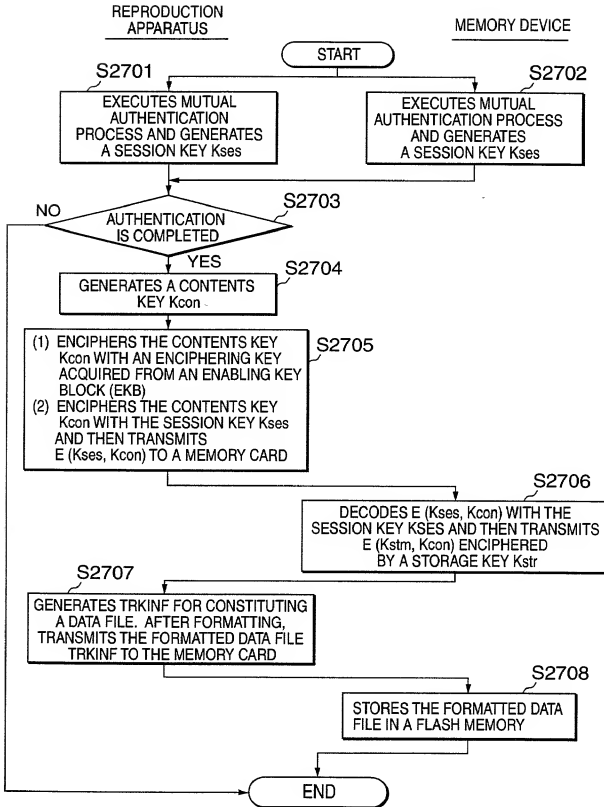 REPRODUCTION
APPARATUS
MEMORY DEVICE
START
S2701
S2702
EXECUTES MUTUAL
AUTHENTICATION
PROCESS AND GENERATES
A SESSION KEY Kses
EXECUTES MUTUAL
AUTHENTICATION PROCESS
AND GENERATES
A SESSION KEY Kses
S2703
NO
AUTHENTICATION
IS COMPLETED
YES
S2704
GENERATES A CONTENTS
KEY Kcon
S2705
(1) ENCIPHERS THE CONTENTS KEY
Kcon WITH AN ENCIPHERING KEY
ACQUIRED FROM AN ENABLING KEY
BLOCK (EKB)
(2) ENCIPHERS THE CONTENTS KEY
Kcon WITH THE SESSION KEY Kses
AND THEN TRANSMITS
E (Kses, Kcon) TO A MEMORY CARD
S2706
DECODES E (Kses, Kcon) WITH THE
SESSION KEY KSES AND THEN TRANSMITS
E (Kstm, Kcon) ENCIPHERED
BY A STORAGE KEY Kstr
S2707
GENERATES TRKINF FOR CONSTITUTING
A DATA FILE. AFTER FORMATTING,
TRANSMITS THE FORMATTED DATA FILE
TRKINF TO THE MEMORY CARD
S2708
STORES THE FORMATTED DATA
FILE IN A FLASH MEMORY
END